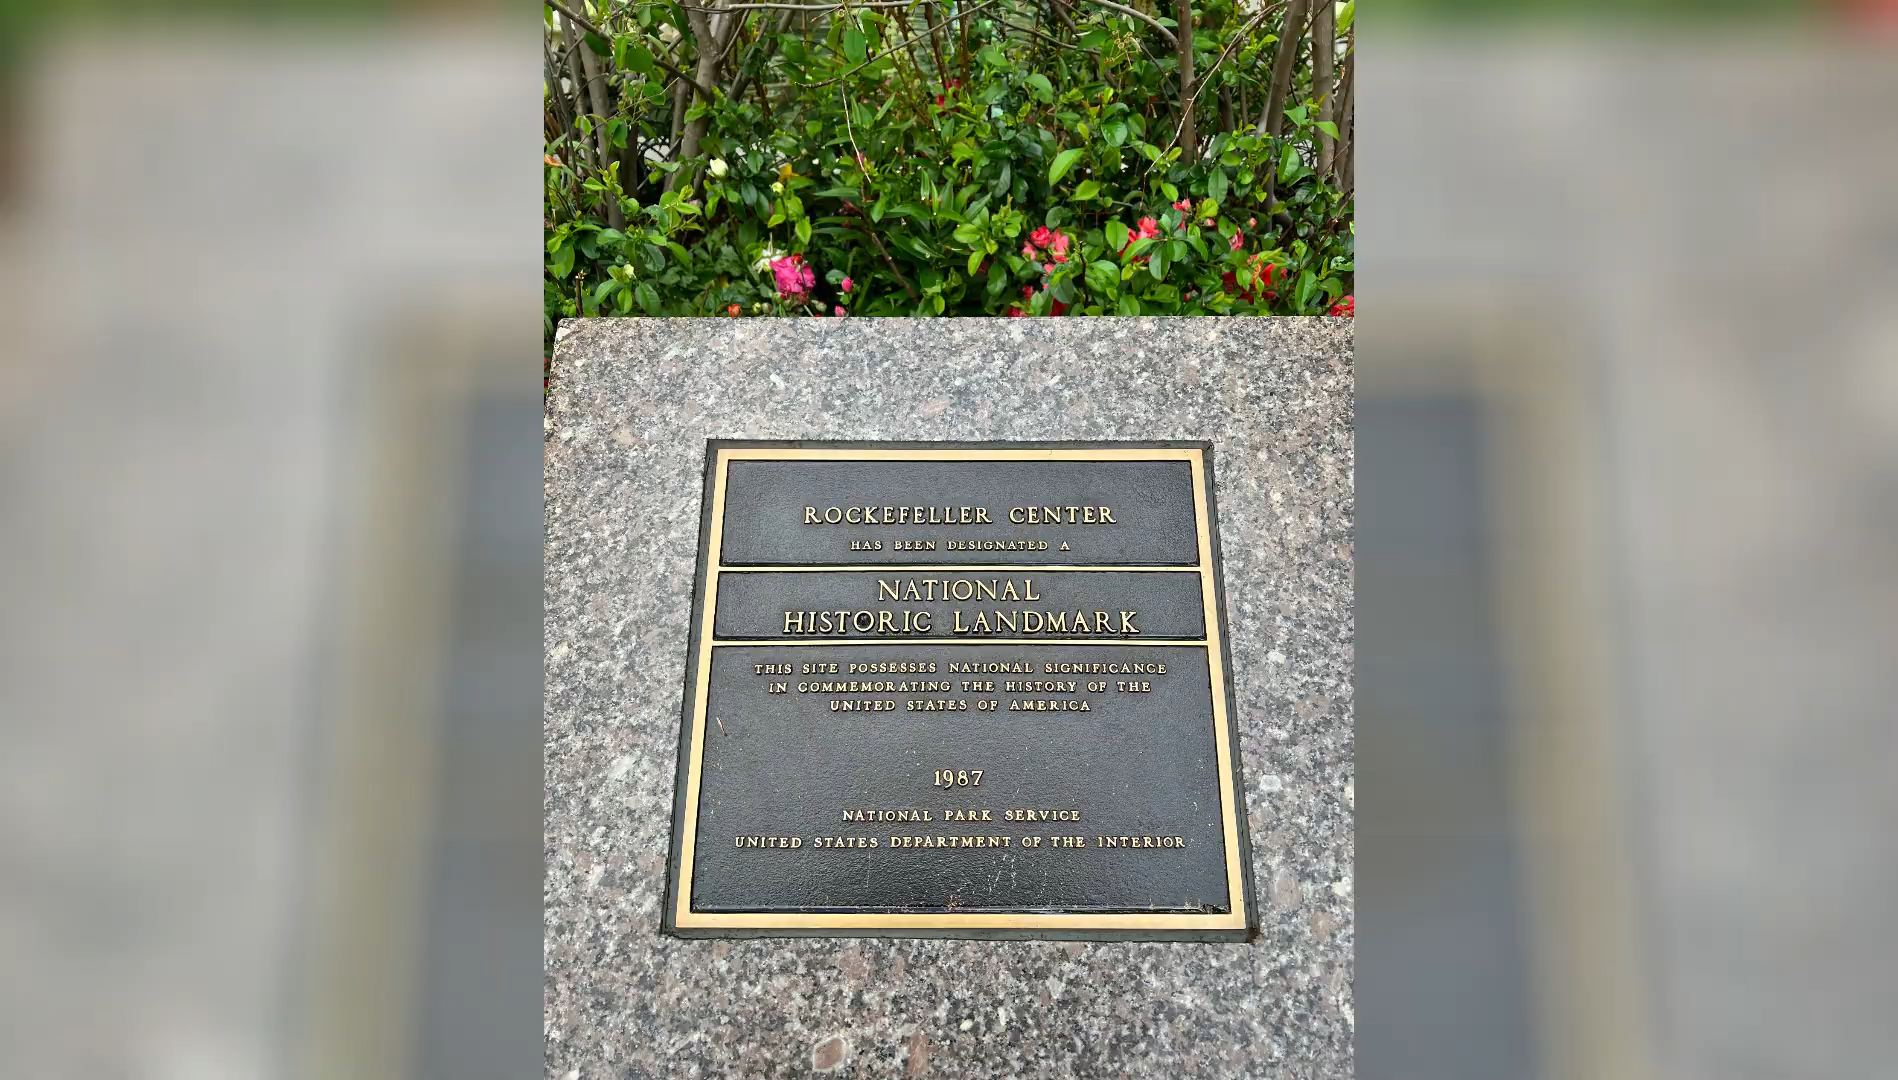 ROCKEFELLER CENTER
HAS BEEN DESIGNATED A
NATIONAL
HISTORIC LANDMARK
THIS SITE POSSESSES NATIONAL SIGNIFICANCE
IN COMMEMORATING THE HISTORY OF THE
UNITED STATES OF AMERICA
1987
NATIONAL PARK SERVICE
UNITED STATES DEPARTMENT OF THE INTERIOR